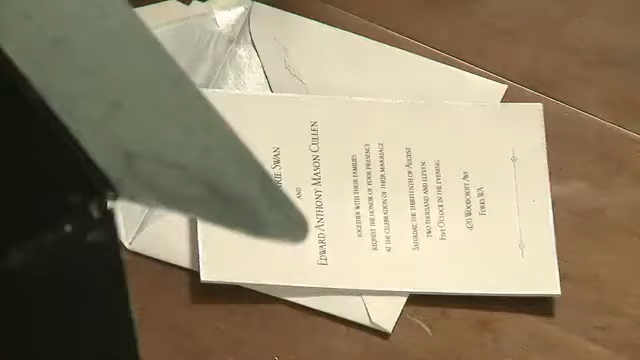 RIE SWAN
AND
EDWARD ANTHONY MASON CULLEN
TOGETHER WITH THEIR FAMILIES
REQUEST THE HONOR OF YOUR PRESENCE
AT THE CELEBRATION OF THEIR MARRIAGE
SATURDAY, THE THIRTEENTH OF AUGUST
TWO THOUSAND AND ELEVEN
FIVE O'CLOCK IN THE EVENING
420 WOODCROFT AVE
FORKS, WA